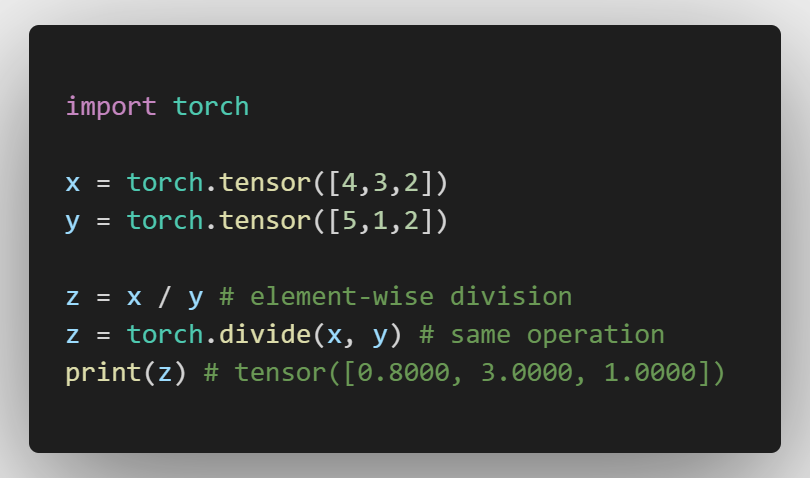 import torch
x = torch.tensor([4,3,2])
y = torch.tensor([5,1,2])
z = x / y # element-wise division
z = torch.divide(x, y) # same operation
print(z) # tensor([0.8000, 3.0000, 1.0000])